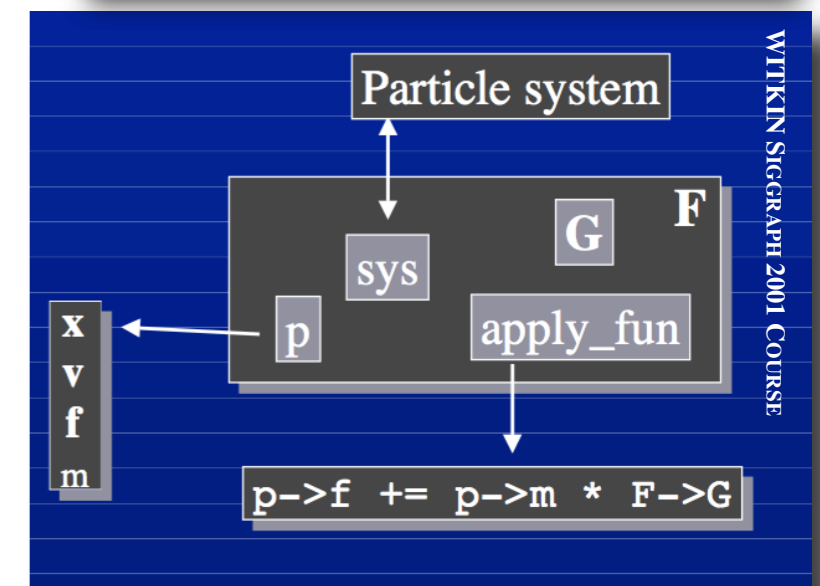 Particle system
F
G
sys
p
apply_fun
x
v
f
m
p->f += p->m * F->G
WITKIN SIGGRAPH 2001 COURSE